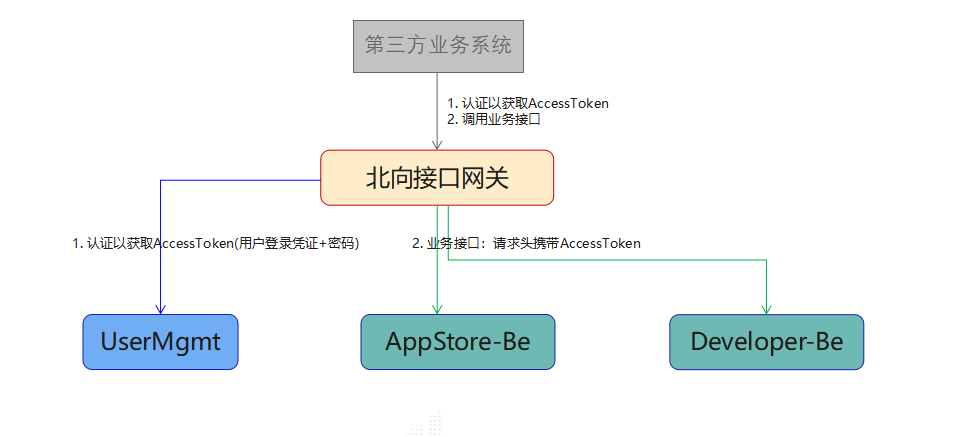 第三方业务系统
1. 认证以获取AccessToken
2. 调用业务接口
北向接口网关
1. 认证以获取AccessToken(用户登录凭证+密码)
2. 业务接口：请求头携带AccessToken
UserMgmt
AppStore-Be
Developer-Be